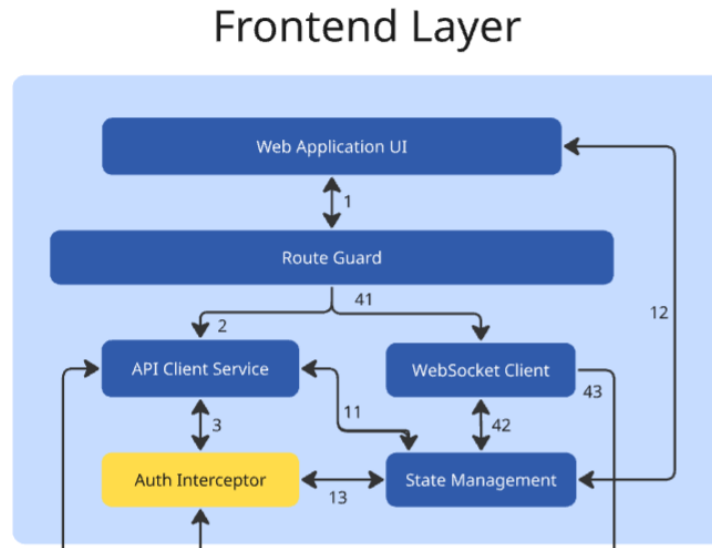 Frontend Layer
Web Application UI
1
Route Guard
41
12
2
API Client Service
WebSocket Client
43
11
3
42
Auth Interceptor
State Management
13